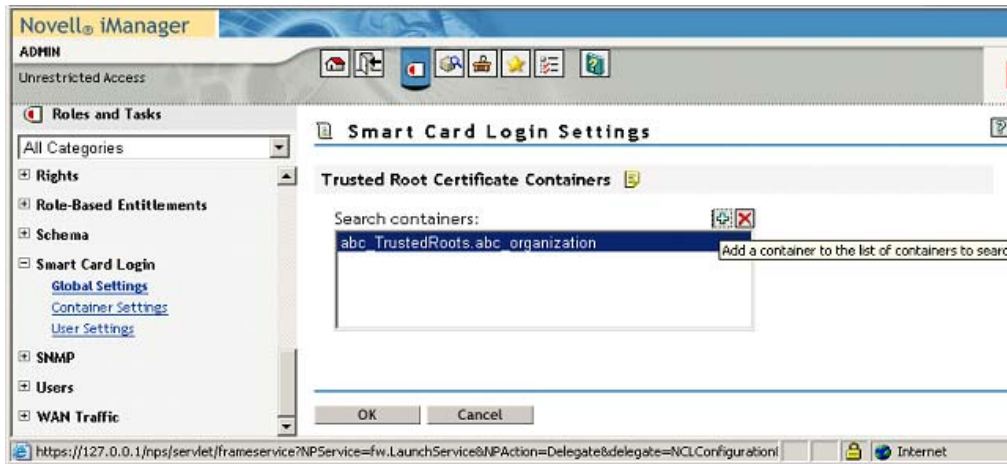 Novell® iManager
ADMIN
Unrestricted Access
Roles and Tasks
All Categories
Rights
Role-Based Entitlements
Schema
Smart Card Login
Global Settings
Container Settings
User Settings
SNMP
Users
WAN Traffic
Smart Card Login Settings
Trusted Root Certificate Containers
Search containers:
abc_TrustedRoots.abc_organization
Add a container to the list of containers to searc
OK Cancel
https://127.0.0.1/nps/servlet/frameservice?NPService=fw.LaunchService&NPAction=Delegate&delegate=NCLConfiguration
Internet